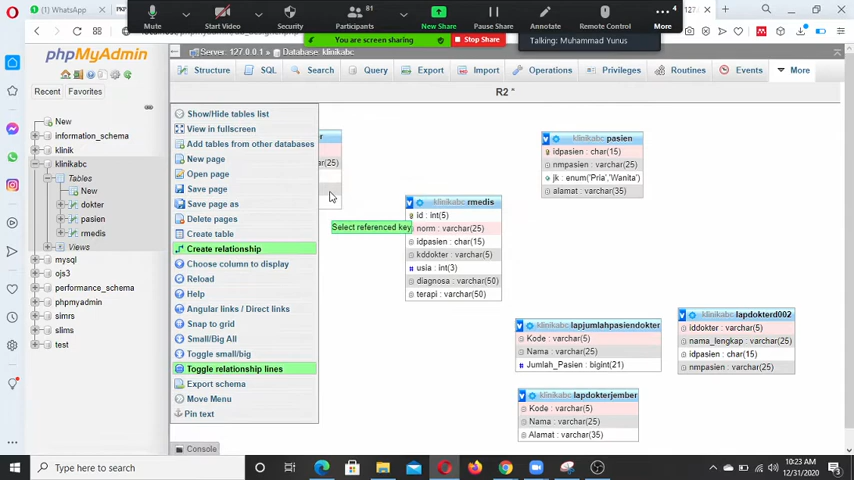 (1) WhatsApp
Mute
Start Video
Security
Participants
81
New Share
Pause Share
Annotate
Remote Control
More
You are screen sharing
Stop Share
Talking: Muhammad Yunus
phpMyAdmin
Recent
Favorites
New
information_schema
klinik
klinikabc
Tables
New
dokter
pasien
rmedis
Views
mysql
ojs3
performance_schema
phpmyadmin
simrs
slims
test
Server: 127.0.0.1 » Database: klinikabc
Structure
SQL
Search
Query
Export
Import
Operations
Privileges
Routines
Events
More
R2 *
Show/Hide tables list
View in fullscreen
Add tables from other databases
New page
Open page
Save page
Save page as
Delete pages
Create table
Create relationship
Choose column to display
Reload
Help
Angular links / Direct links
Snap to grid
Small/Big All
Toggle small/big
Toggle relationship lines
Export schema
Move Menu
Pin text
Select referenced key
klinikabc rmedis
id : int(5)
norm : varchar(25)
idpasien : char(15)
kddokter : varchar(5)
usia : int(3)
diagnosa : varchar(50)
terapi : varchar(50)
klinikabc pasien
idpasien : char(15)
nmpasien : varchar(25)
jk : enum('Pria','Wanita')
alamat : varchar(35)
klinikabc lapjumlahpasiendokter
Kode : varchar(5)
Nama : varchar(25)
Jumlah_Pasien : bigint(21)
klinikabc lapdokterd002
iddokter : varchar(5)
nama_lengkap : varchar(25)
idpasien : char(15)
nmpasien : varchar(25)
klinikabc lapdokterjember
Kode : varchar(5)
Nama : varchar(25)
Alamat : varchar(35)
Console
Type here to search
10:23 AM
12/31/2020